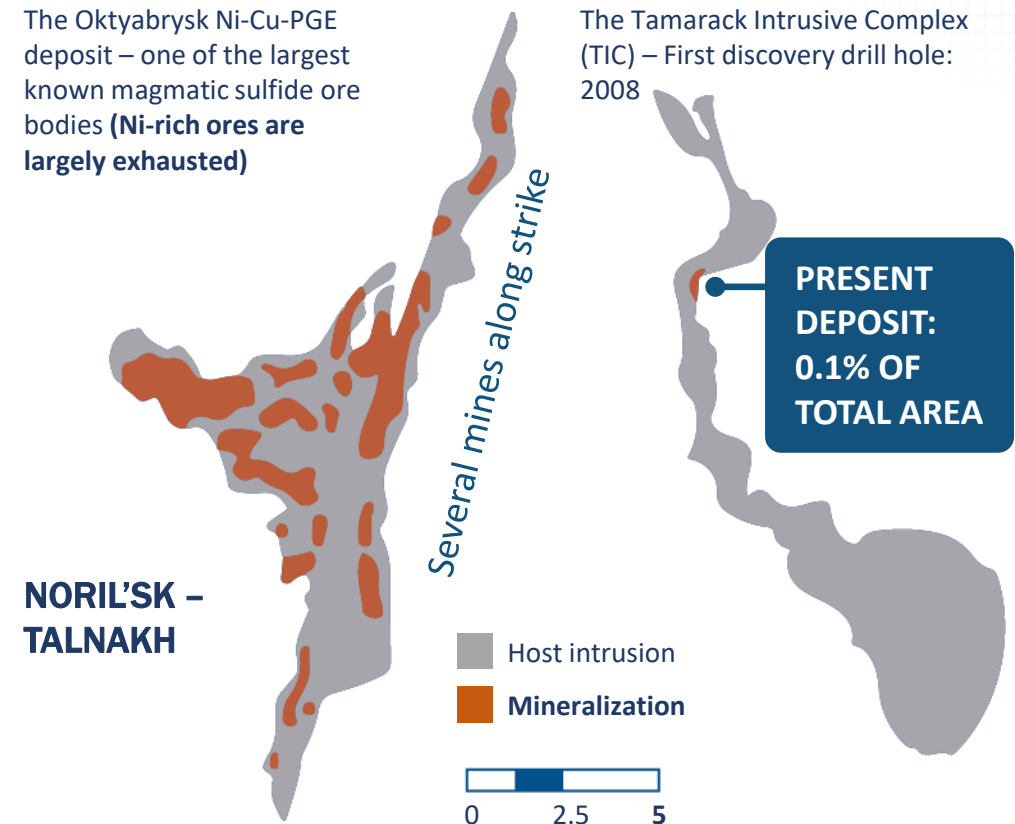 The Oktyabrysk Ni-Cu-PGE
deposit – one of the largest
known magmatic sulfide ore
bodies (Ni-rich ores are
largely exhausted)
The Tamarack Intrusive Complex
(TIC) – First discovery drill hole:
2008
Several mines along strike
PRESENT
DEPOSIT:
0.1% OF
TOTAL AREA
NORIL’SK –
TALNAKH
Host intrusion
Mineralization
0 2.5 5